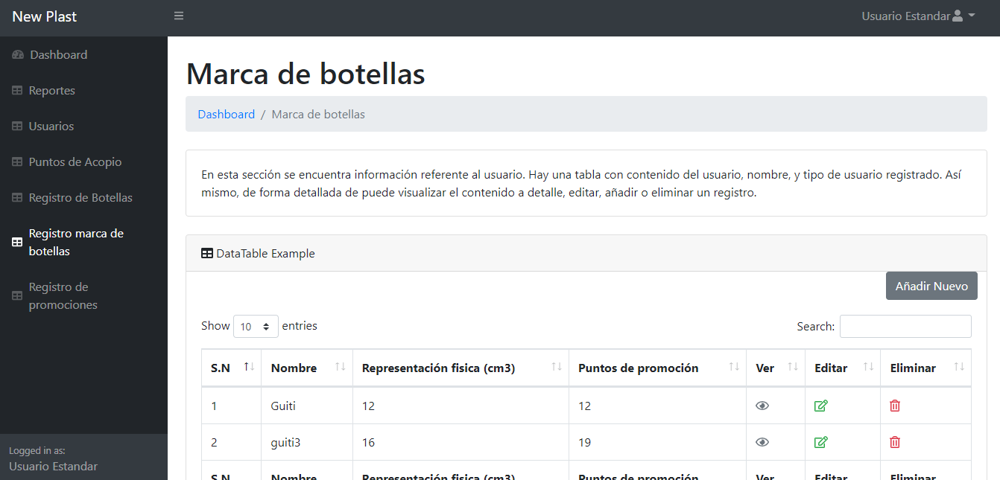 New Plast
Usuario Estandar
Dashboard
Reportes
Usuarios
Puntos de Acopio
Registro de Botellas
Registro marca de
botellas
Registro de
promociones
Logged in as:
Usuario Estandar
Marca de botellas
Dashboard / Marca de botellas
En esta sección se encuentra información referente al usuario. Hay una tabla con contenido del usuario, nombre, y tipo de usuario registrado. Así
mismo, de forma detallada de puede visualizar el contenido a detalle, editar, añadir o eliminar un registro.
DataTable Example
Añadir Nuevo
Show 10 entries
Search:
S.N Nombre Representación fisica (cm3) Puntos de promoción Ver Editar Eliminar
1 Guiti 12 12
2 guiti3 16 19
S.N Nombre Representación fisica (cm3) Puntos de promoción Ver Editar Eliminar